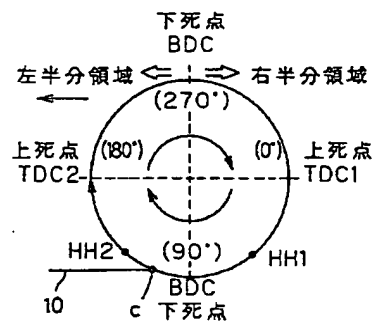 下死点
BDC
左半分領域 右半分領域
(270°)
上死点 (180°) (0°) 上死点
TDC2 TDC1
HH2 (90°) HH1
10 c BDC
下死点